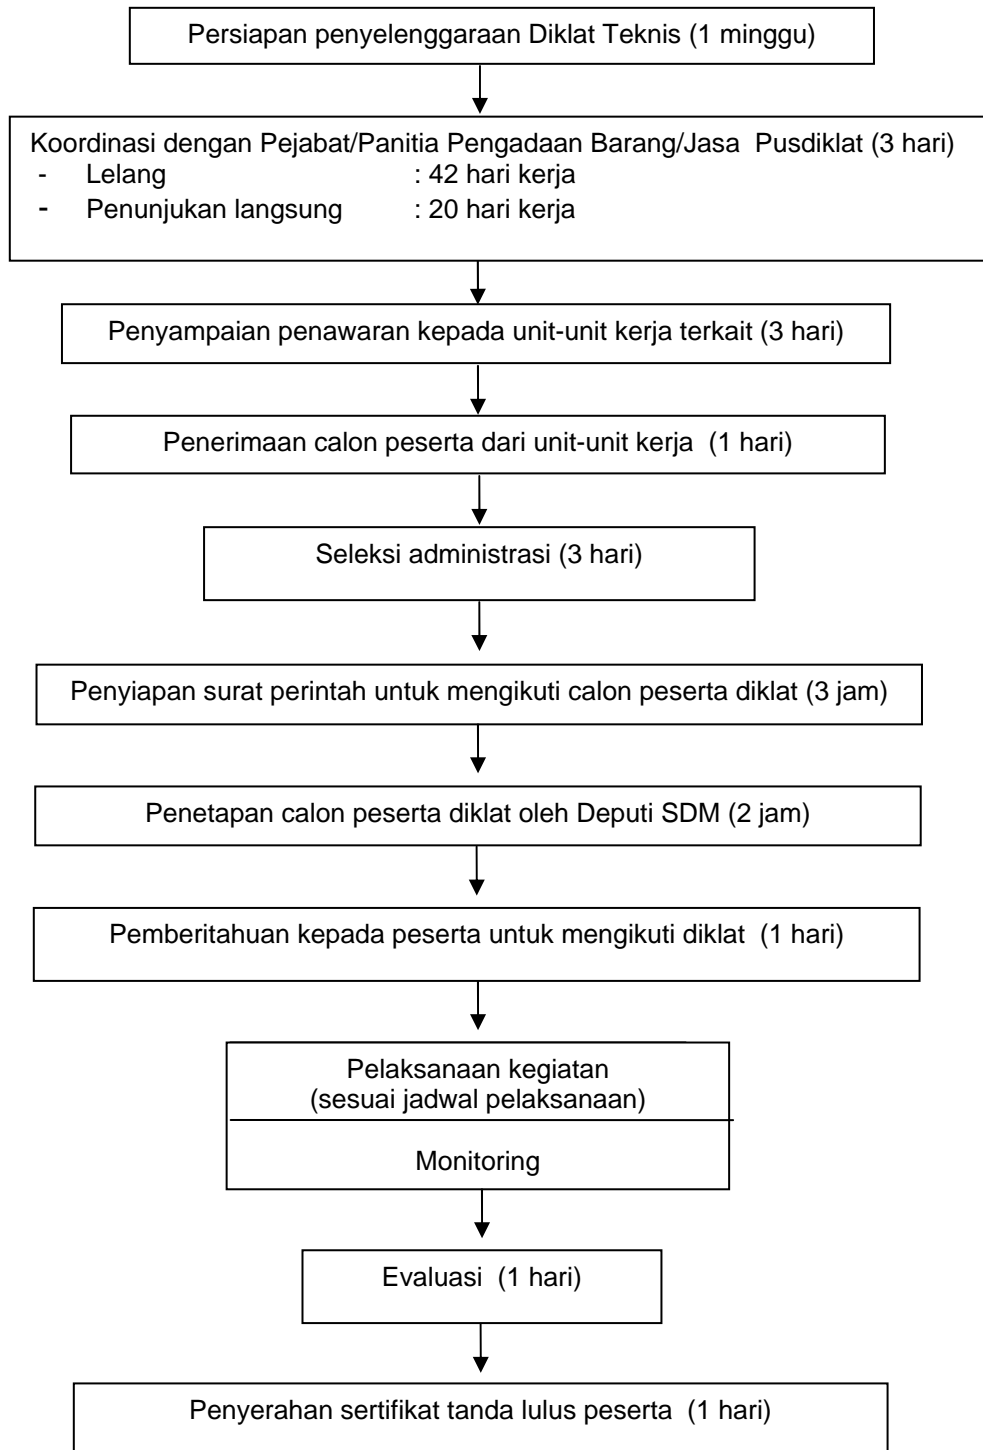 Persiapan penyelenggaraan Diklat Teknis (1 minggu)
Koordinasi dengan Pejabat/Panitia Pengadaan Barang/Jasa Pusdiklat (3 hari)
- Lelang : 42 hari kerja
- Penunjukan langsung : 20 hari kerja
Penyampaian penawaran kepada unit-unit kerja terkait (3 hari)
Penerimaan calon peserta dari unit-unit kerja (1 hari)
Seleksi administrasi (3 hari)
Penyiapan surat perintah untuk mengikuti calon peserta diklat (3 jam)
Penetapan calon peserta diklat oleh Deputi SDM (2 jam)
Pemberitahuan kepada peserta untuk mengikuti diklat (1 hari)
Pelaksanaan kegiatan
(sesuai jadwal pelaksanaan)
Monitoring
Evaluasi (1 hari)
Penyerahan sertifikat tanda lulus peserta (1 hari)